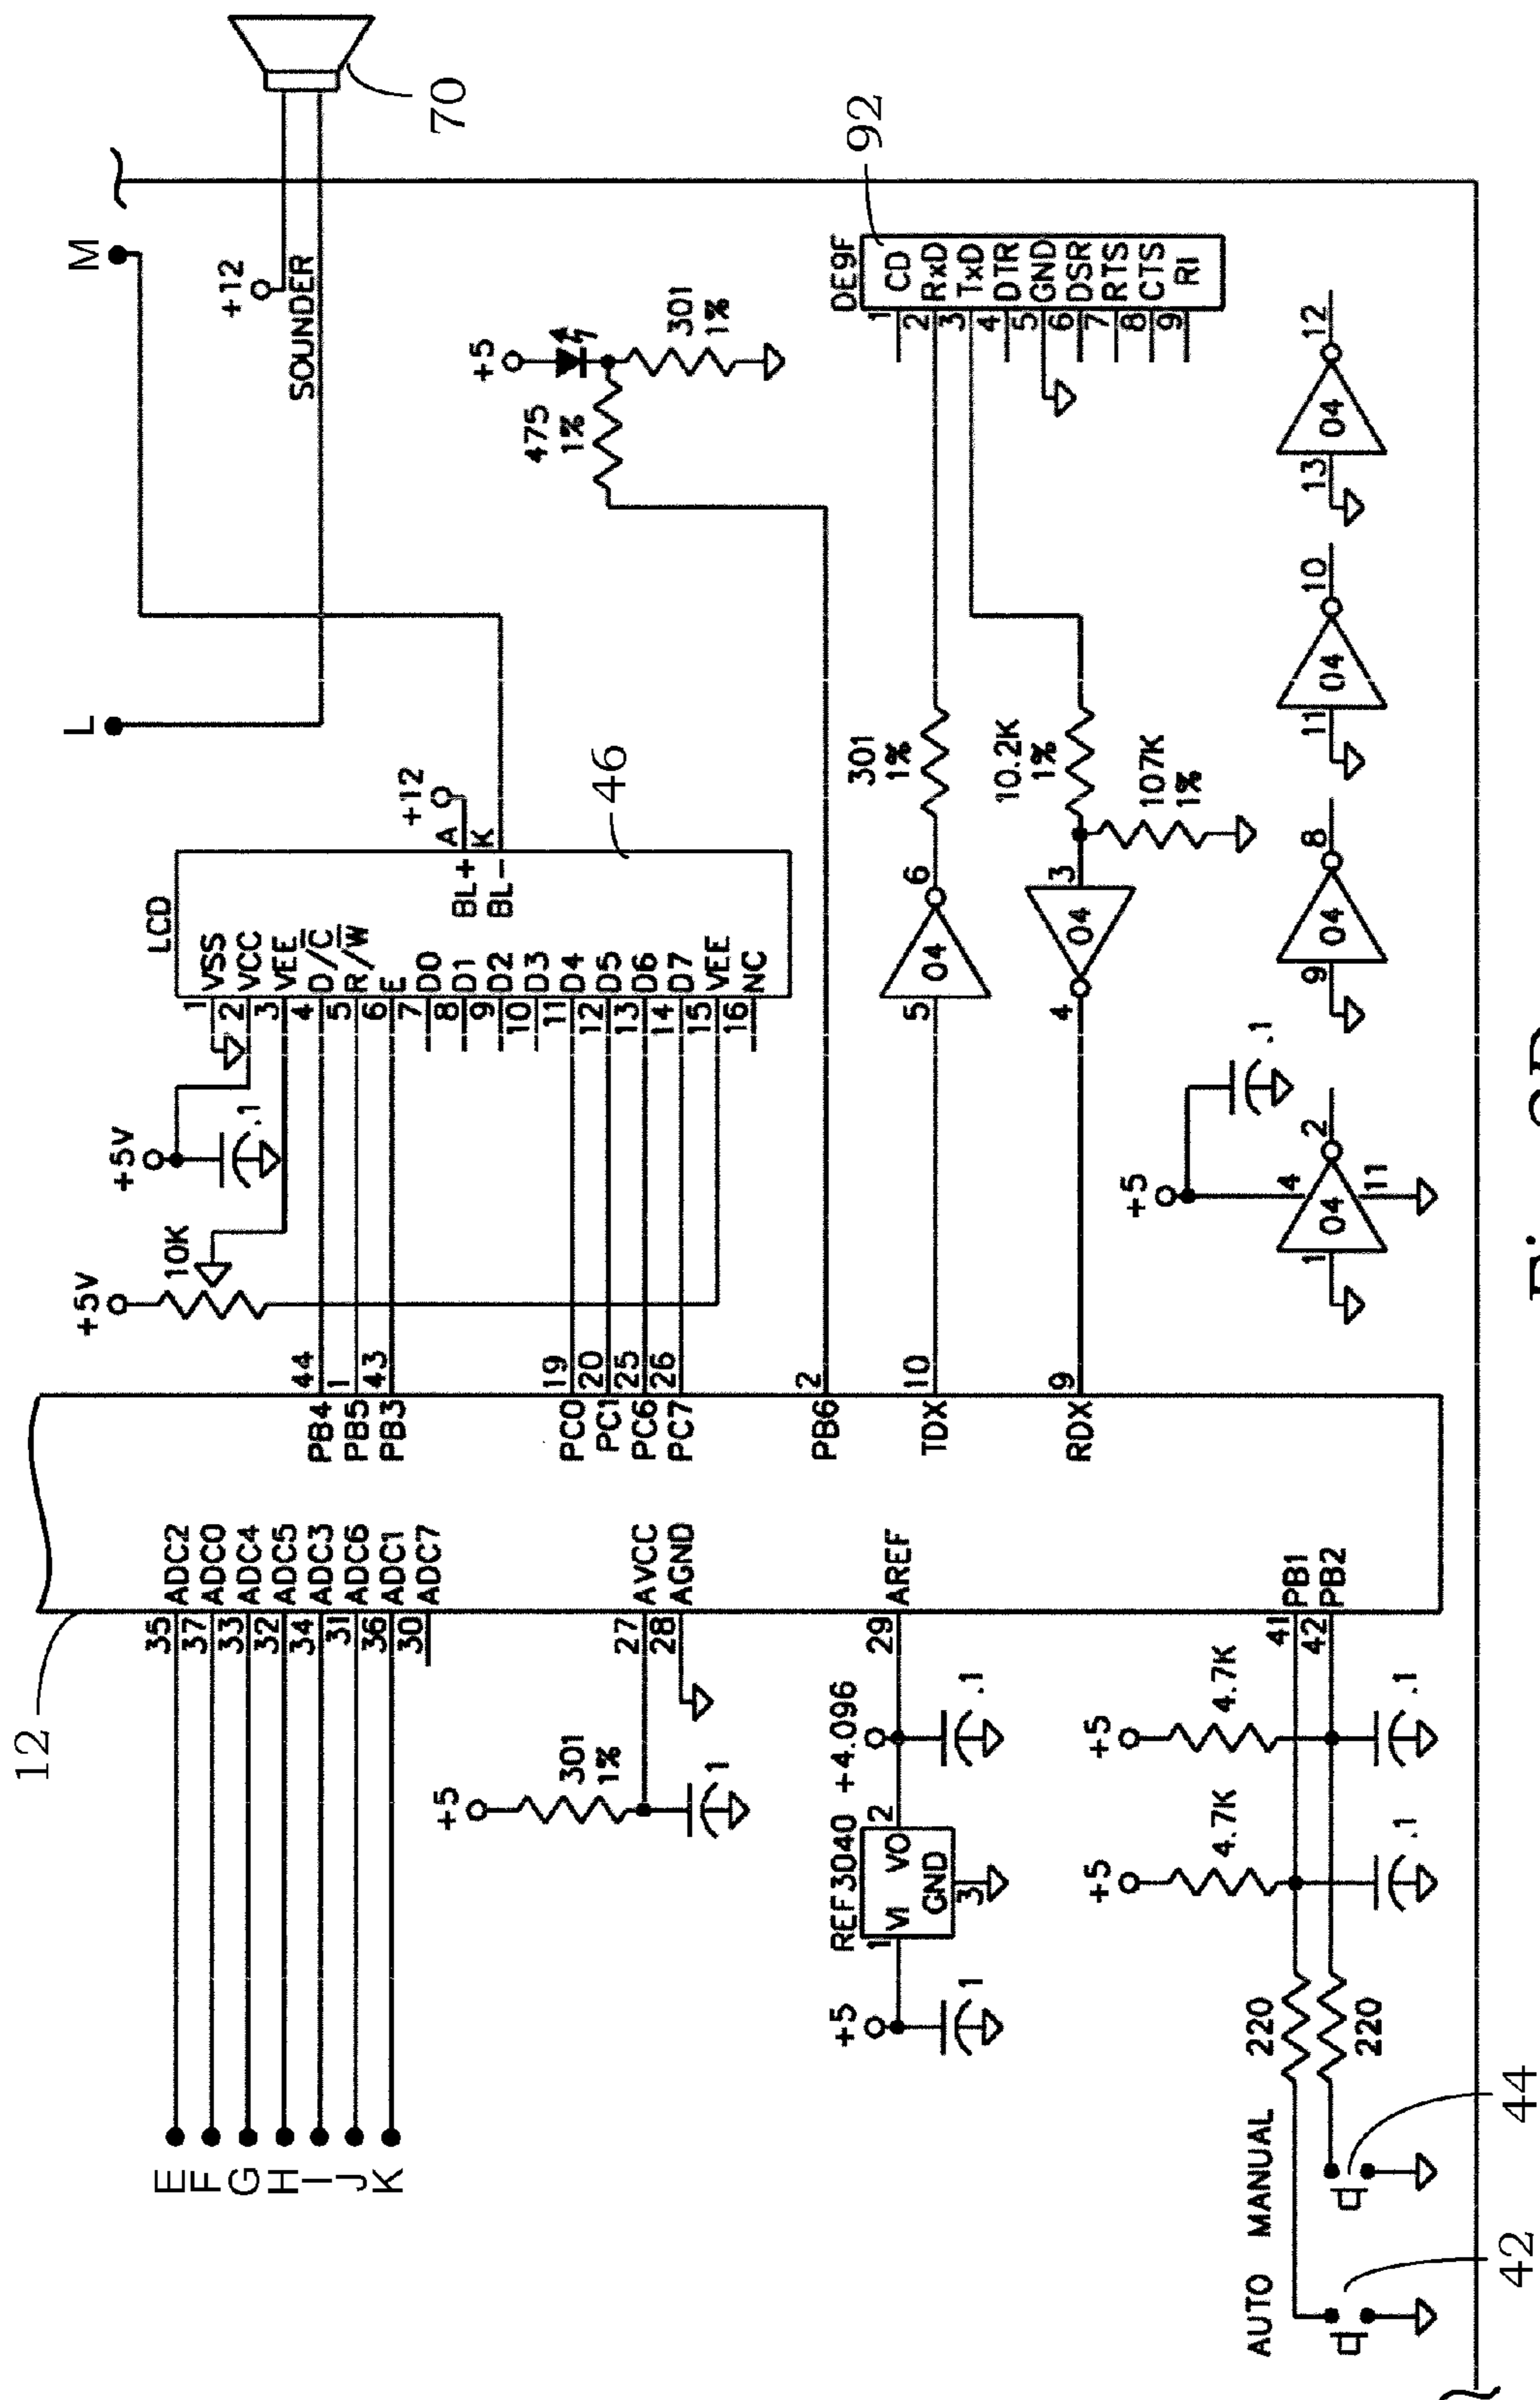 12
E
F
G
H
I
J
K
35 ADC2
37 ADC0
33 ADC4
32 ADC5
34 ADC3
31 ADC6
36 ADC1
30 ADC7
+5
301
1%
.1
27 AVCC
28 AGND
REF3040 +4.096
+5
1 VI VO 2
GND
3
.1
.1
29 AREF
+5
+5
4.7K
4.7K
.1
.1
41 PB1
42 PB2
220
220
AUTO MANUAL
42
44
PB4 44
PB5 1
PB3 43
PC0 19
PC1 20
PC6 25
PC7 26
PB6 2
TDX 10
RDX 9
+5V
10K
+5V
.1
LCD
1 VSS
2 VCC
3 VEE
4 D/C̅
5 R/W̅
6 E
7 D0
8 D1
9 D2
10 D3
11 D4
12 D5
13 D6
14 D7
15 VEE
16 NC
BL+ A
BL- K
+12
46
L
M
+12
SOUNDER
70
+5
475
1%
301
1%
5 04 6
301
1%
4 04 3
10.2K
1%
107K
1%
DE9F
92
1 CD
2 RxD
3 TxD
4 DTR
5 GND
6 DSR
7 RTS
8 CTS
9 RI
+5
.1
1 04 2
4
11
9 04 8
11 04 10
13 04 12